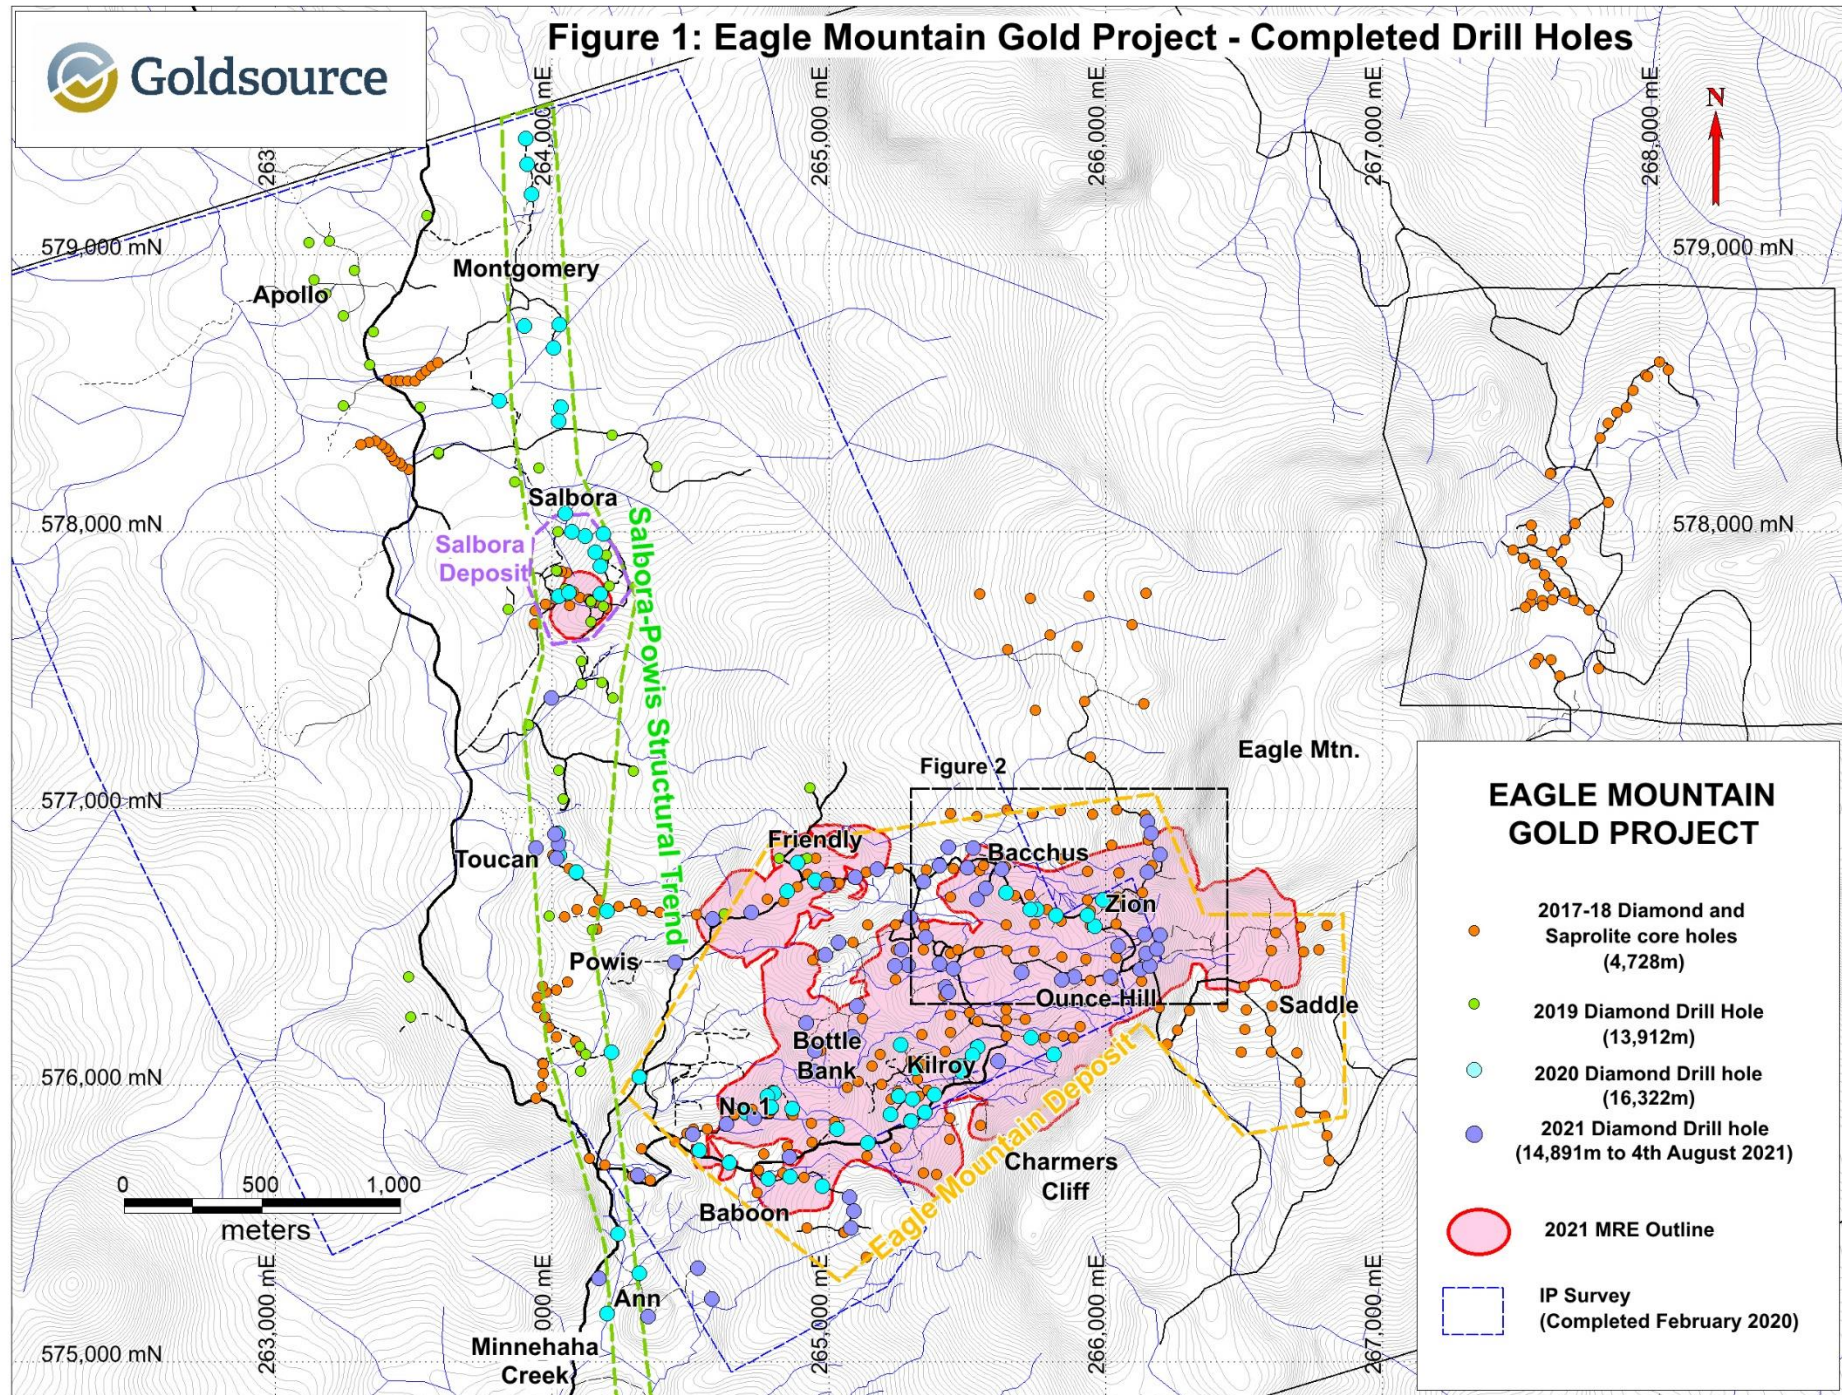 Figure 1: Eagle Mountain Gold Project - Completed Drill Holes
Goldsource
263
264,000 mE
265,000 mE
266,000 mE
267,000 mE
268,000 mE
N
579,000 mN
579,000 mN
Montgomery
Apollo
Salbora
578,000 mN
578,000 mN
Salbora
Deposit
Salbora-Powis Structural Trend
Eagle Mtn.
Figure 2
577,000 mN
Friendly
Bacchus
Toucan
Zion
Powis
Ounce Hill
Saddle
Bottle
Bank
Kilroy
576,000 mN
No.1
Eagle Mountain Deposit
Charmers
Cliff
Baboon
0 500 1,000
meters
Ann
Minnehaha
Creek
575,000 mN
263,000 mE
,000 mE
265,000 mE
266,000 mE
267,000 mE
EAGLE MOUNTAIN
GOLD PROJECT
2017-18 Diamond and
Saprolite core holes
(4,728m)
2019 Diamond Drill Hole
(13,912m)
2020 Diamond Drill hole
(16,322m)
2021 Diamond Drill hole
(14,891m to 4th August 2021)
2021 MRE Outline
IP Survey
(Completed February 2020)